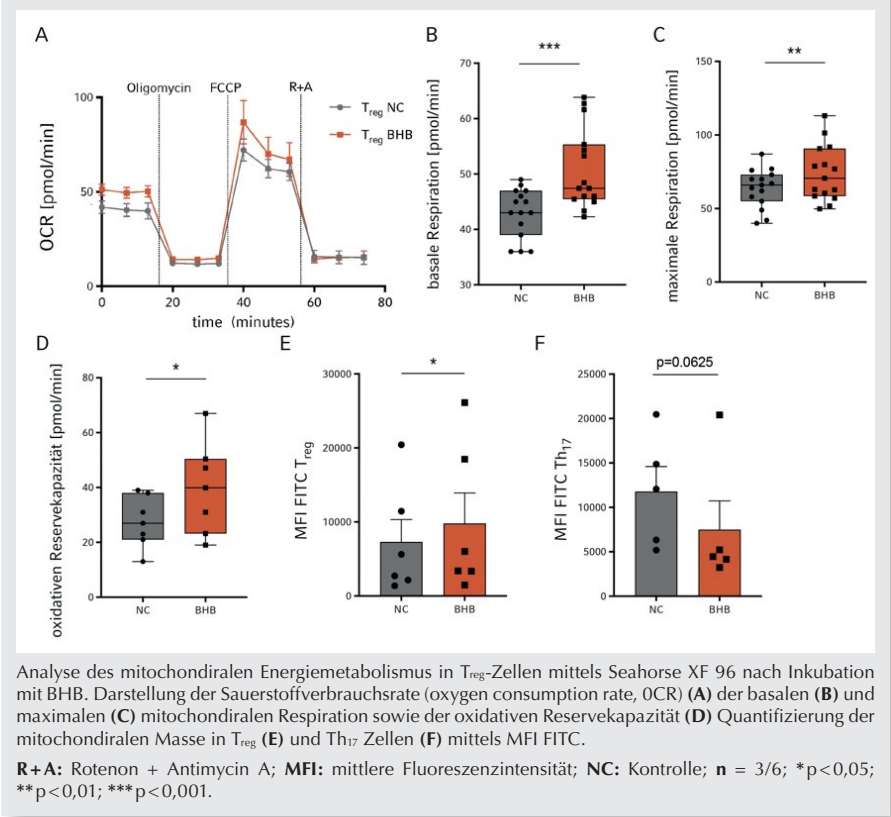 A
OCR [pmol/min]
100
50
0
Oligomycin
FCCP
R+A
Treg NC
Treg BHB
0
20
40
60
80
time (minutes)
B
basale Respiration [pmol/min]
70
60
50
40
30
***
NC
BHB
C
maximale Respiration [pmol/min]
150
100
50
0
**
NC
BHB
D
oxidativen Reservekapazität [pmol/min]
80
60
40
20
0
*
NC
BHB
E
MFI FITC Treg
30000
20000
10000
0
*
NC
BHB
F
MFI FITC Th17
25000
20000
15000
10000
5000
0
p=0.0625
NC
BHB
Analyse des mitochondiralen Energiemetabolismus in Treg-Zellen mittels Seahorse XF 96 nach Inkubation
mit BHB. Darstellung der Sauerstoffverbrauchsrate (oxygen consumption rate, 0CR) (A) der basalen (B) und
maximalen (C) mitochondiralen Respiration sowie der oxidativen Reservekapazität (D) Quantifizierung der
mitochondiralen Masse in Treg (E) und Th17 Zellen (F) mittels MFI FITC.
R+A: Rotenon + Antimycin A; MFI: mittlere Fluoreszenzintensität; NC: Kontrolle; n = 3/6; *p<0,05;
**p<0,01; ***p<0,001.